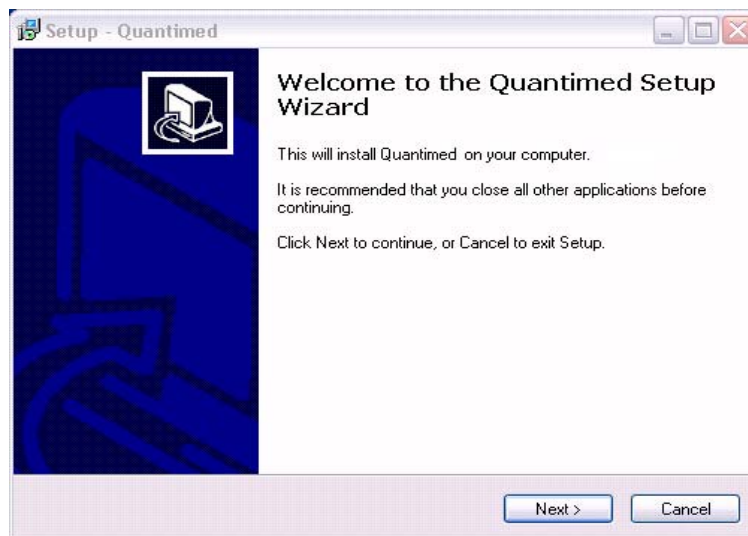 Setup - Quantimed
Welcome to the Quantimed Setup
Wizard
This will install Quantimed on your computer.
It is recommended that you close all other applications before
continuing.
Click Next to continue, or Cancel to exit Setup.
Next >
Cancel